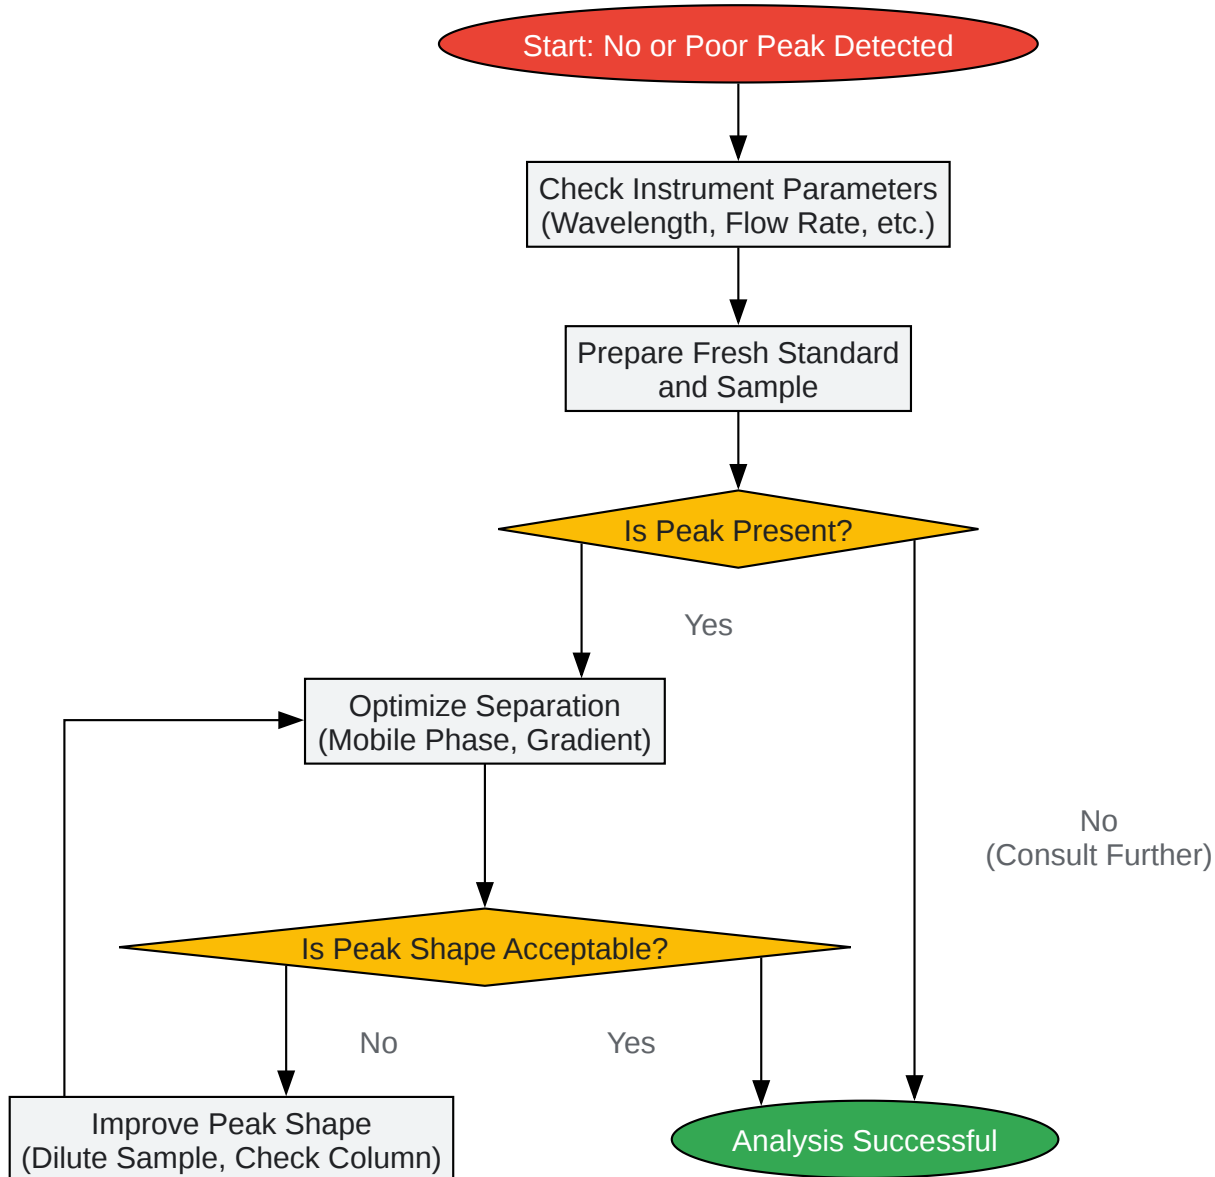 Start: No or Poor Peak Detected
Check Instrument Parameters
(Wavelength, Flow Rate, etc.)
Prepare Fresh Standard
and Sample
Is Peak Present?
Yes
Optimize Separation
(Mobile Phase, Gradient)
No
(Consult Further)
Is Peak Shape Acceptable?
No
Yes
Improve Peak Shape
(Dilute Sample, Check Column)
Analysis Successful